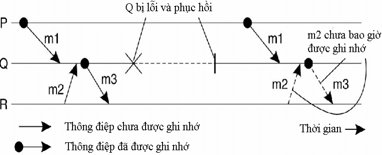 Q bị lỗi và phục hồi
m2 chưa bao giờ
được ghi nhớ
P
m1
m1
Q
m2
m3
m2
m3
R
Thông điệp chưa được ghi nhớ
Thời gian
Thông điệp đã được ghi nhớ